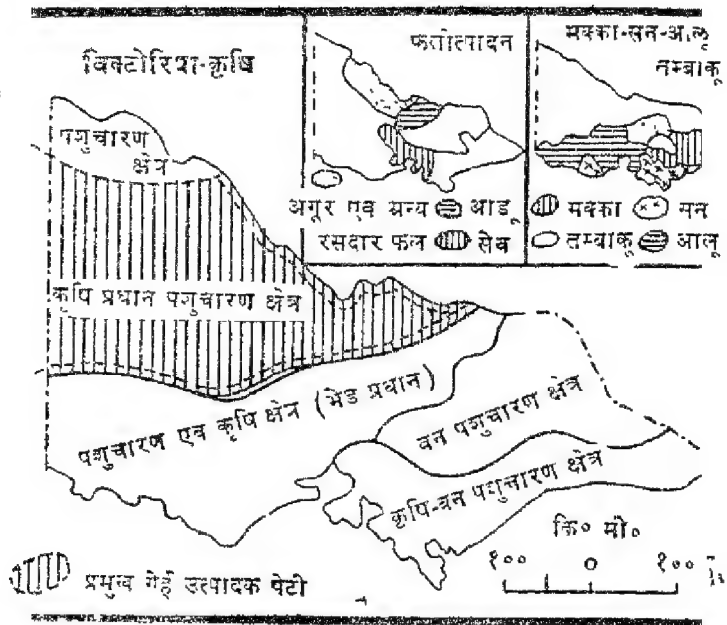 विक्टोरिया-कृषि
फलोत्पादन
मक्का-सन-आलू
तम्बाकू
पशुचारण
क्षेत्र
अगूर एव अन्य आडू
रसदार फल सेव
मक्का सन
तम्बाकू आलू
कृषि प्रधान पशुचारण क्षेत्र
पशुचारण एव कृषि क्षेत्र (भेड प्रधान)
वन पशुचारण क्षेत्र
कृषि-वन पशुचारण क्षेत्र
कि० मी०
१०० ० १००
प्रमुख गेहूँ उत्पादक पेटी